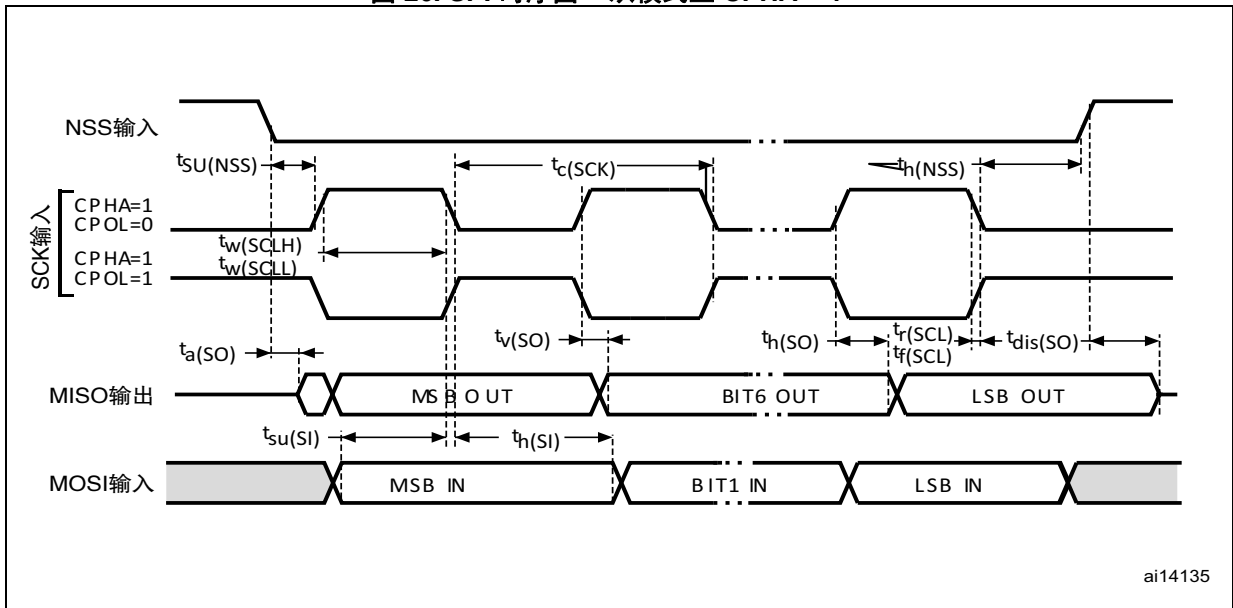 NSS输入
tSU(NSS)
tc(SCK)
th(NSS)
SCK输入
CPHA=1
CPOL=0
tw(SCLH)
tw(SCLL)
CPHA=1
CPOL=1
ta(SO)
tv(SO)
th(SO)
tr(SCL)
tf(SCL)
tdis(SO)
MISO输出
MSB OUT
BIT6 OUT
LSB OUT
tsu(SI)
th(SI)
MOSI输入
MSB IN
BIT1 IN
LSB IN
ai14135